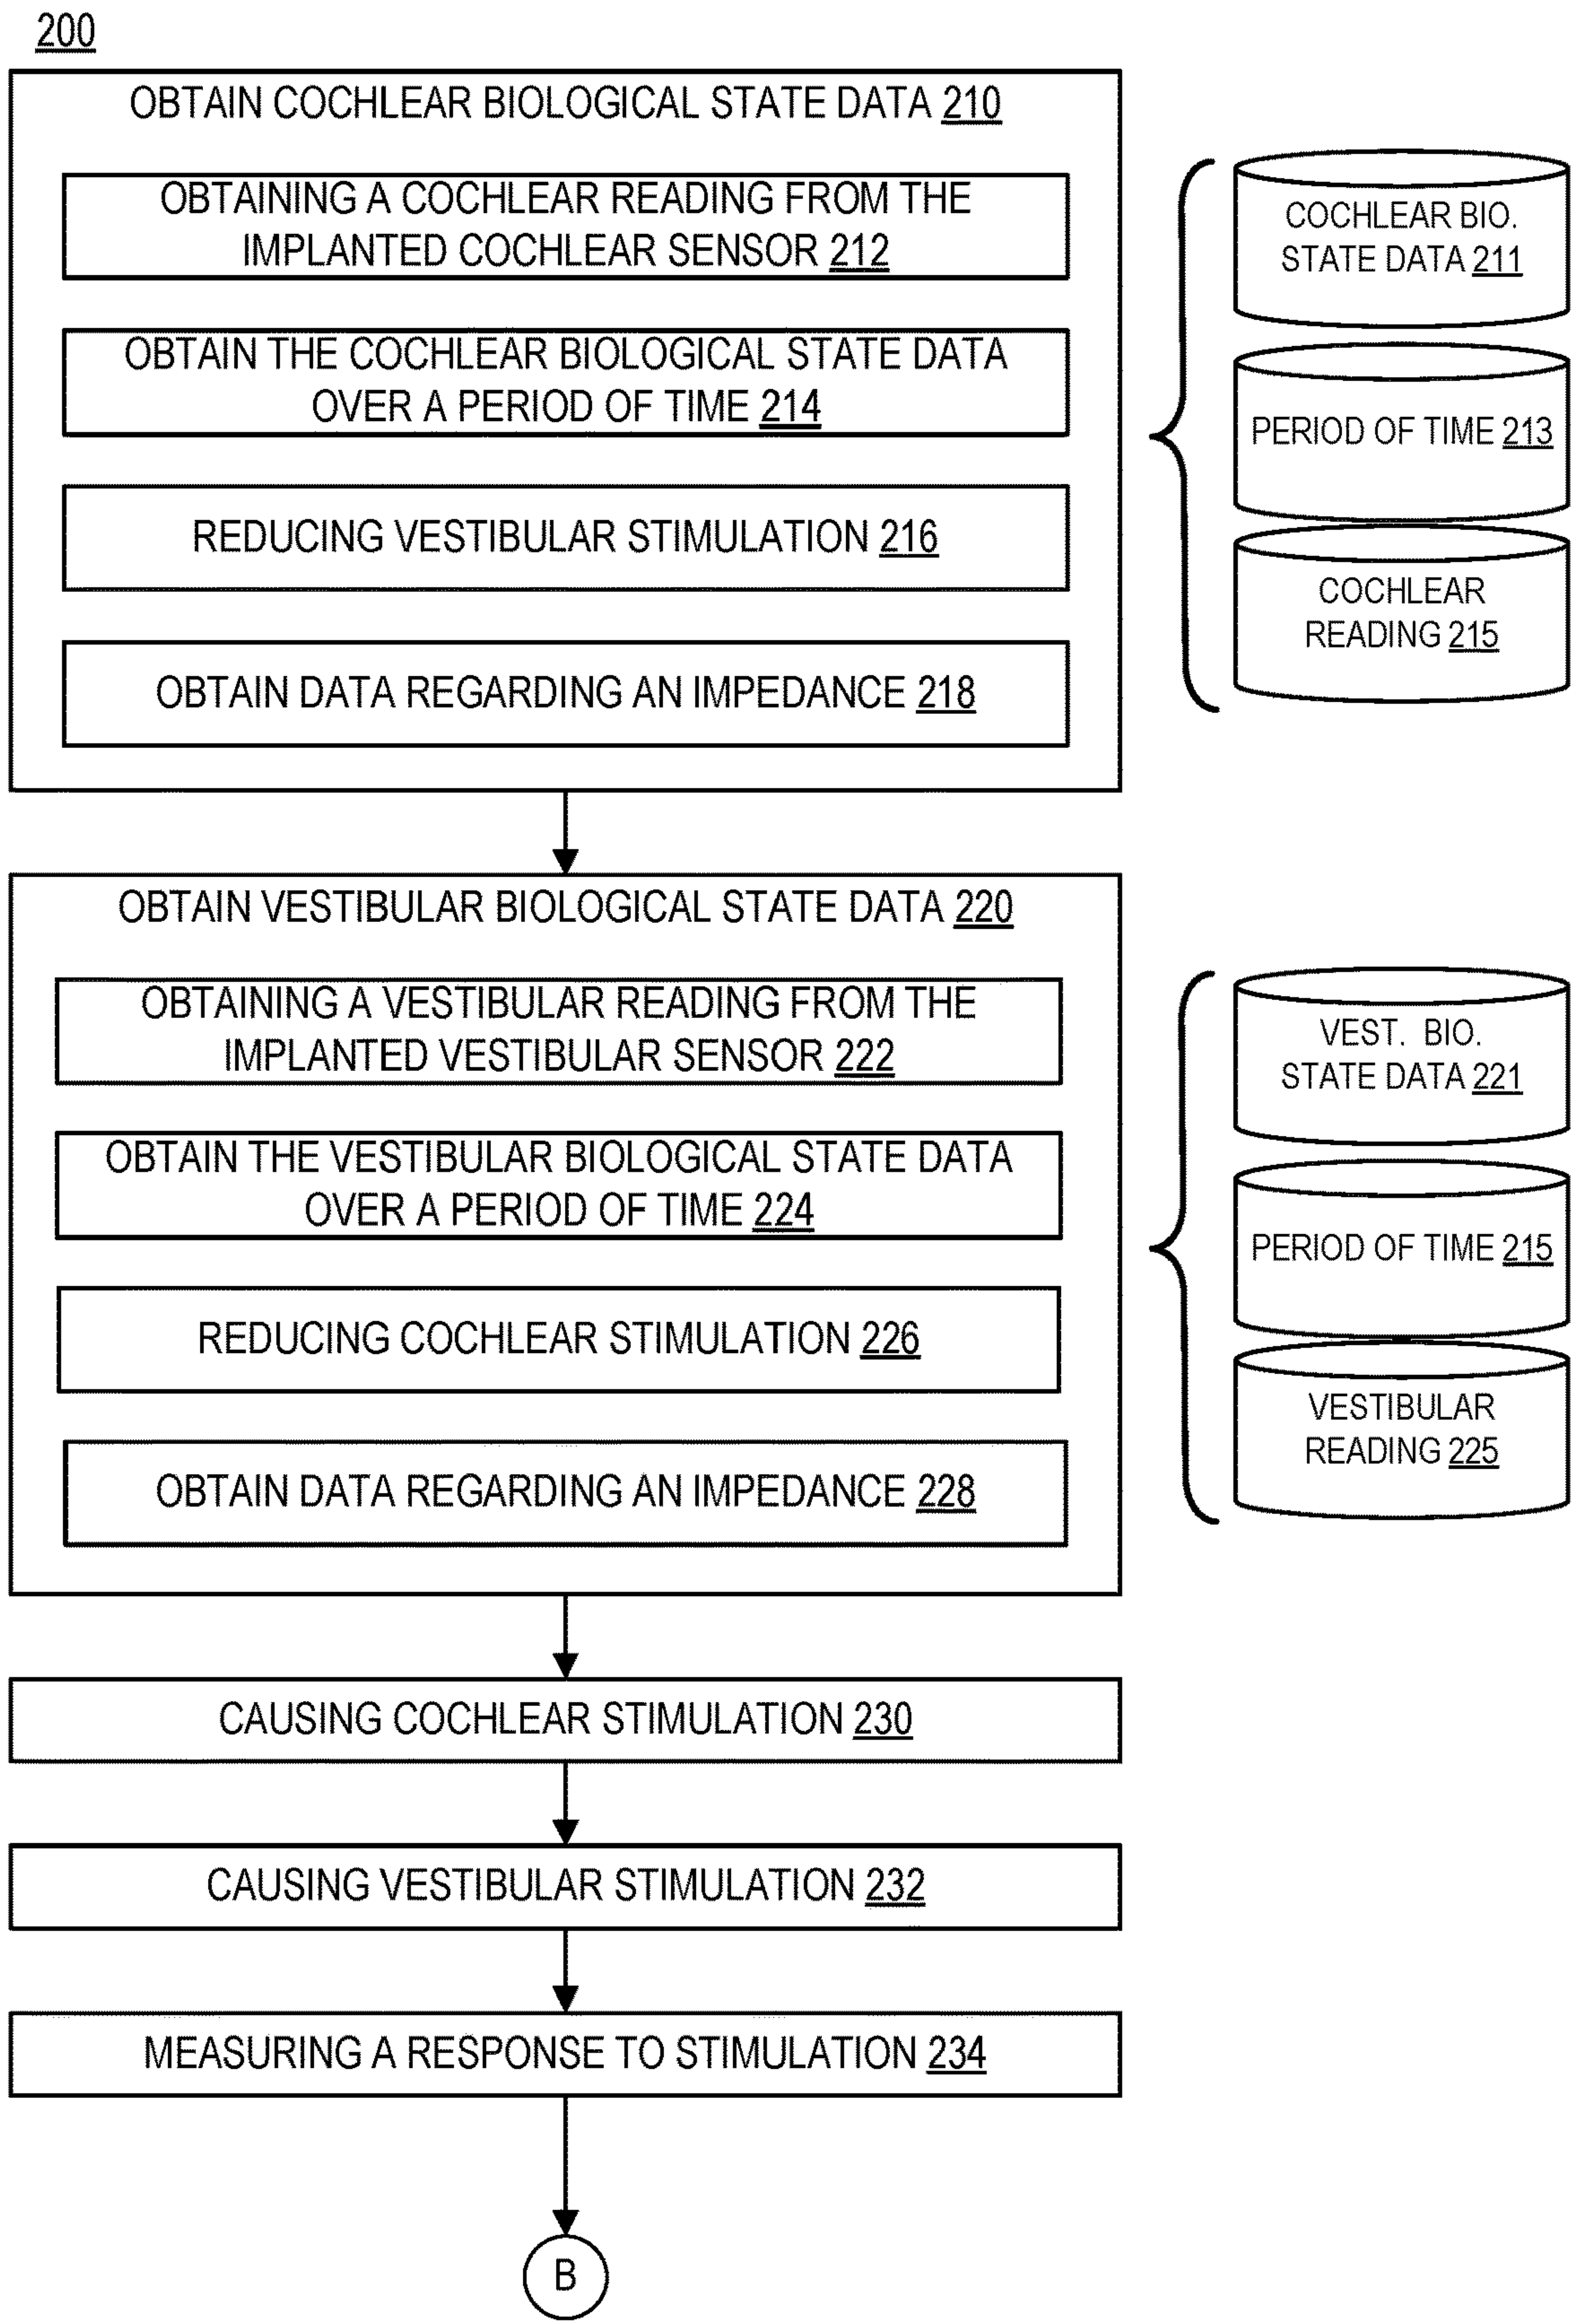 200
OBTAIN COCHLEAR BIOLOGICAL STATE DATA 210
OBTAINING A COCHLEAR READING FROM THE
IMPLANTED COCHLEAR SENSOR 212
OBTAIN THE COCHLEAR BIOLOGICAL STATE DATA
OVER A PERIOD OF TIME 214
REDUCING VESTIBULAR STIMULATION 216
OBTAIN DATA REGARDING AN IMPEDANCE 218
COCHLEAR BIO.
STATE DATA 211
PERIOD OF TIME 213
COCHLEAR
READING 215
OBTAIN VESTIBULAR BIOLOGICAL STATE DATA 220
OBTAINING A VESTIBULAR READING FROM THE
IMPLANTED VESTIBULAR SENSOR 222
OBTAIN THE VESTIBULAR BIOLOGICAL STATE DATA
OVER A PERIOD OF TIME 224
REDUCING COCHLEAR STIMULATION 226
OBTAIN DATA REGARDING AN IMPEDANCE 228
VEST. BIO.
STATE DATA 221
PERIOD OF TIME 215
VESTIBULAR
READING 225
CAUSING COCHLEAR STIMULATION 230
CAUSING VESTIBULAR STIMULATION 232
MEASURING A RESPONSE TO STIMULATION 234
B